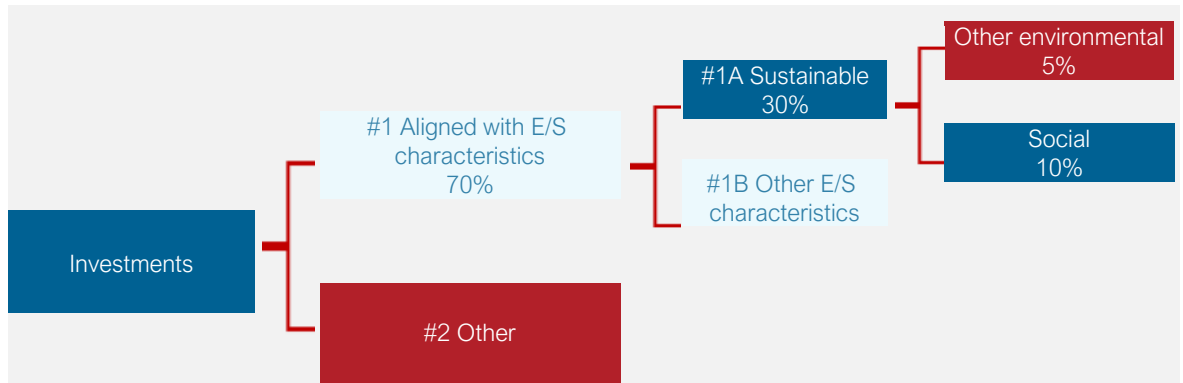 Investments
#1 Aligned with E/S
characteristics
70%
#2 Other
#1A Sustainable
30%
#1B Other E/S
characteristics
Other environmental
5%
Social
10%